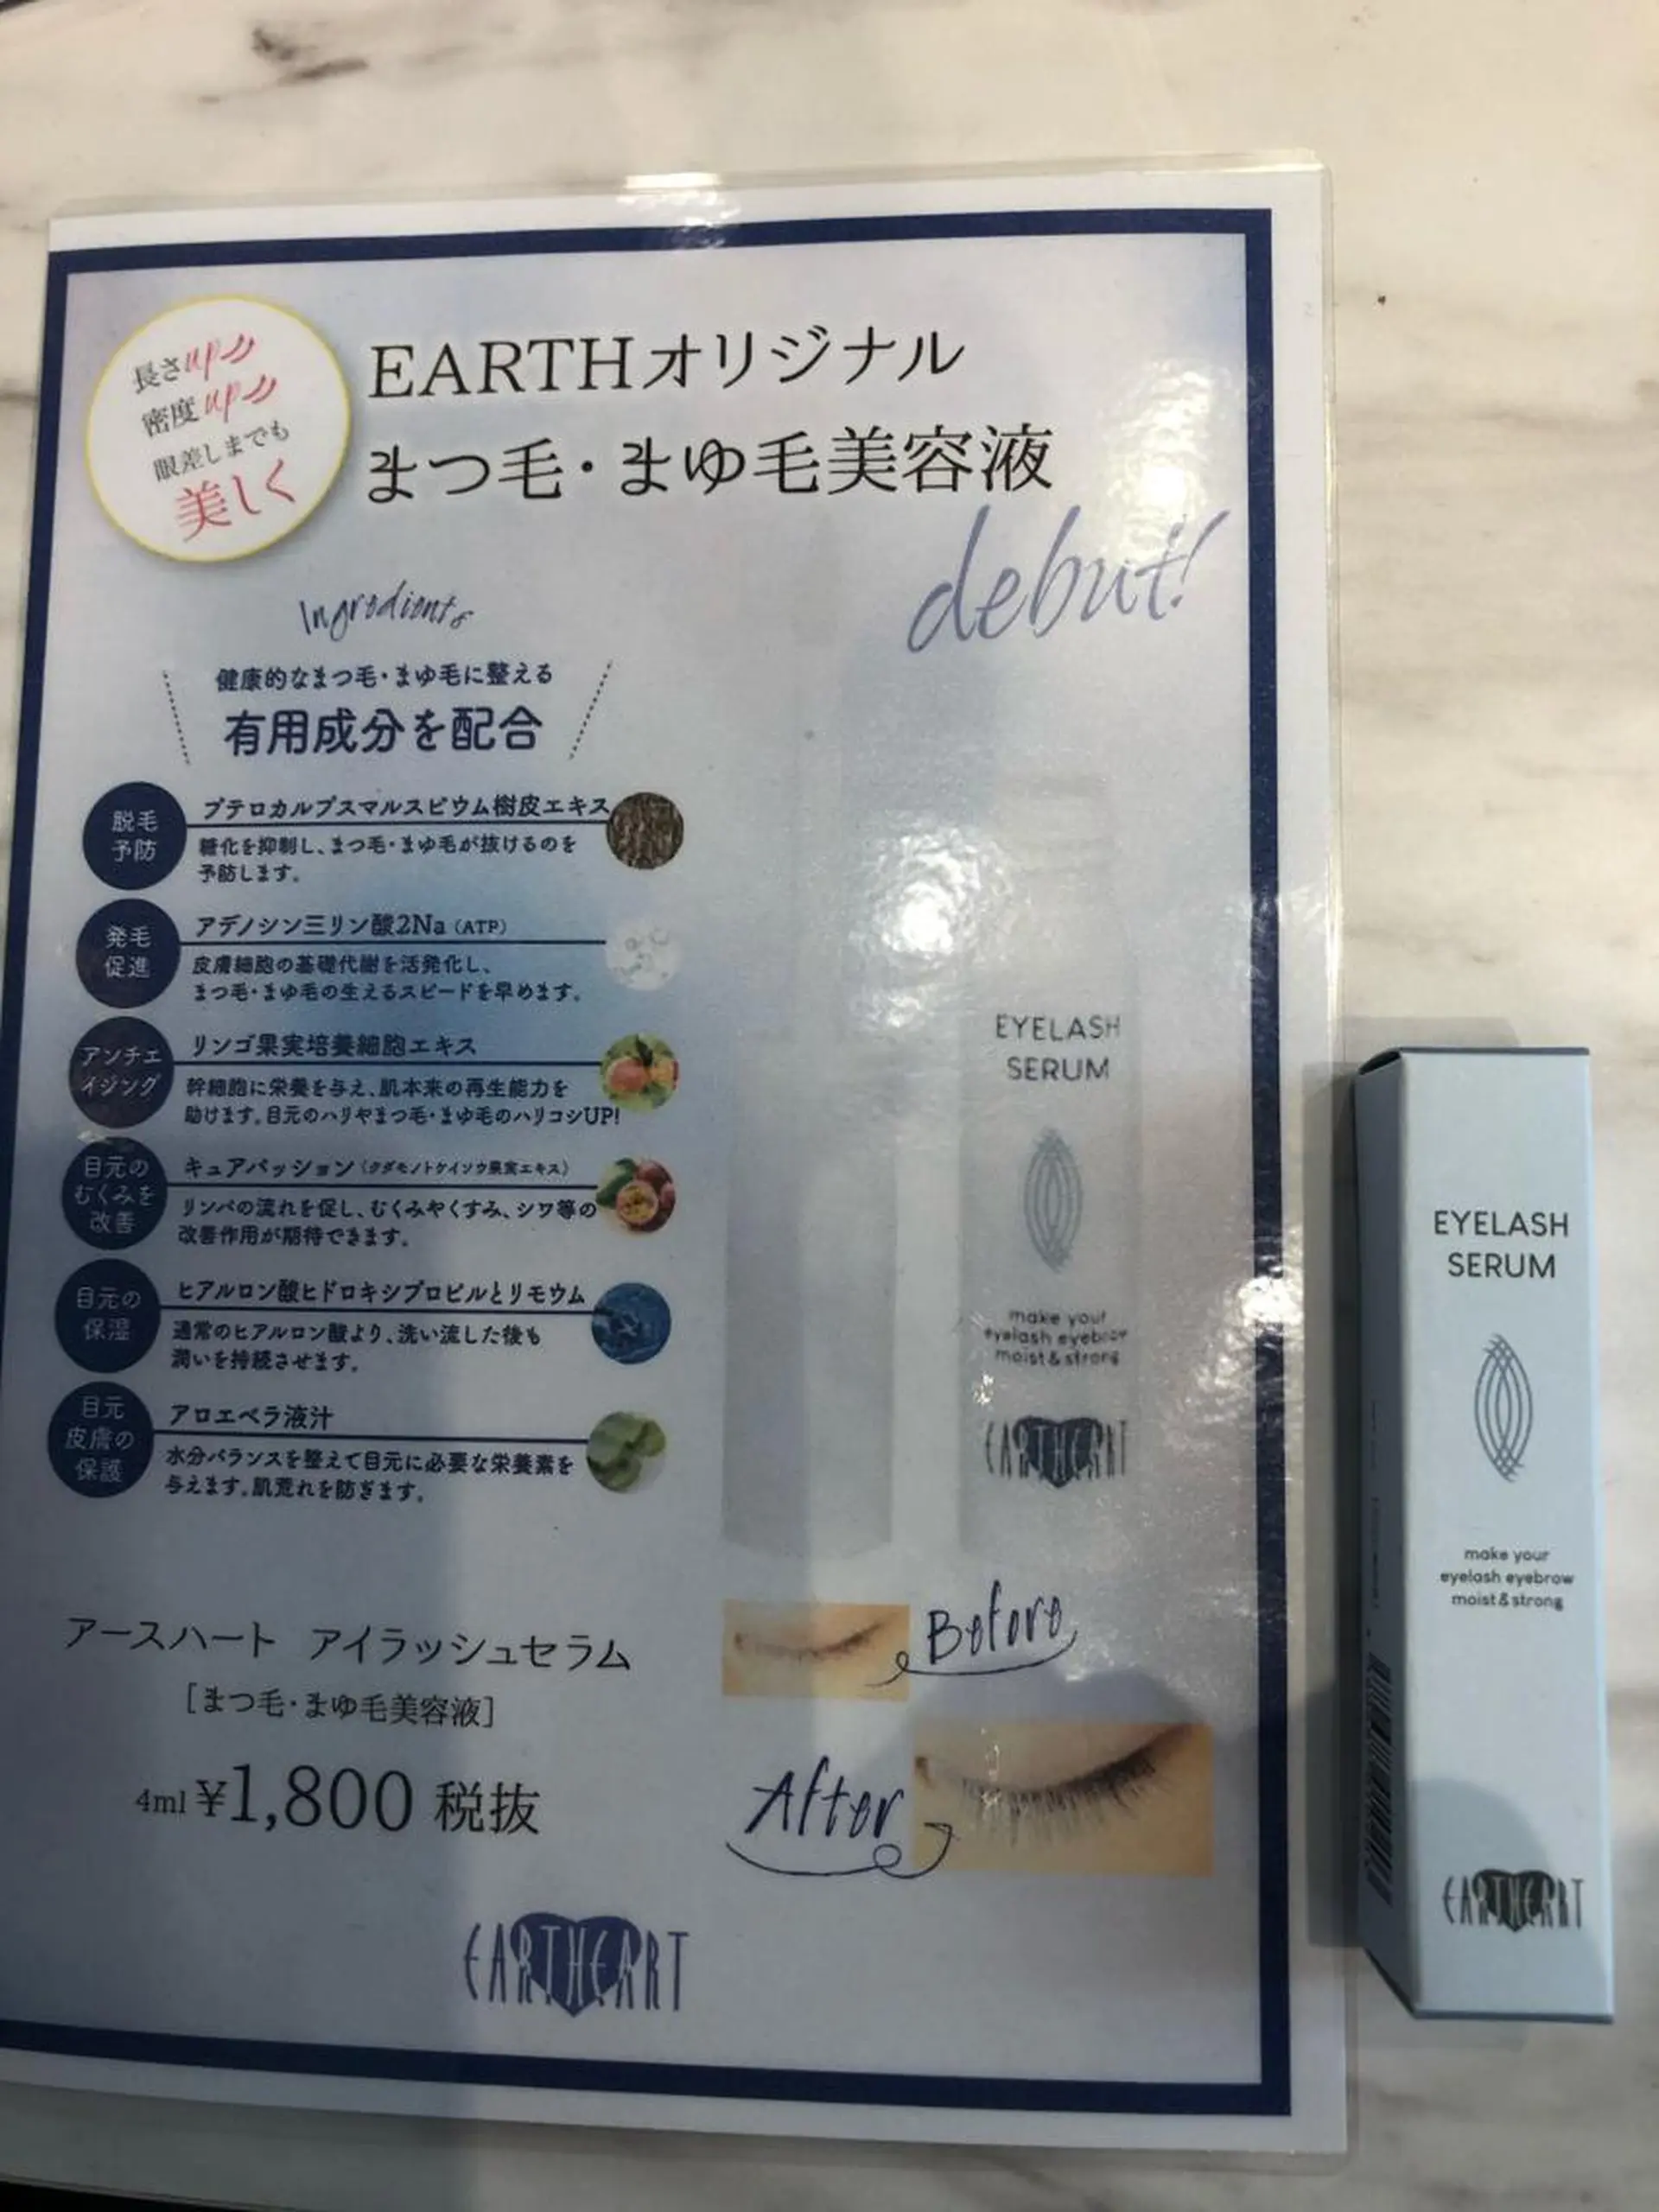 長さup
密度up
眼差しまでも
美しく
EARTHオリジナル
まつ毛・まゆ毛美容液
debut!
Ingredients
健康的なまつ毛・まゆ毛に整える
有用成分を配合
脱毛
予防
プテロカルプスマルスピウム樹皮エキス
糖化を抑制し、まつ毛・まゆ毛が抜けるのを
予防します。
発毛
促進
アデノシン三リン酸2Na(ATP)
皮膚細胞の基礎代謝を活発化し、
まつ毛・まゆ毛の生えるスピードを早めます。
アンチエ
イジング
リンゴ果実培養細胞エキス
幹細胞に栄養を与え、肌本来の再生能力を
助けます。目元のハリやまつ毛・まゆ毛のハリコシUP!
目元の
むくみを
改善
キュアパッション(クダモノトケイソウ果実エキス)
リンパの流れを促し、むくみやくすみ、シワ等の
改善作用が期待できます。
目元の
保湿
ヒアルロン酸ヒドロキシプロピルとリモウム
通常のヒアルロン酸より、洗い流した後も
潤いを持続させます。
目元
皮膚の
保護
アロエベラ液汁
水分バランスを整えて目元に必要な栄養素を
与えます。肌荒れを防ぎます。
EYELASH
SERUM
make your
eyelash eyebrow
moist & strong
EARTHEART
アースハート アイラッシュセラム
[まつ毛・まゆ毛美容液]
4ml ¥1,800 税抜
Before
After
EARTHEART
EYELASH
SERUM
make your
eyelash eyebrow
moist & strong
EARTHEART